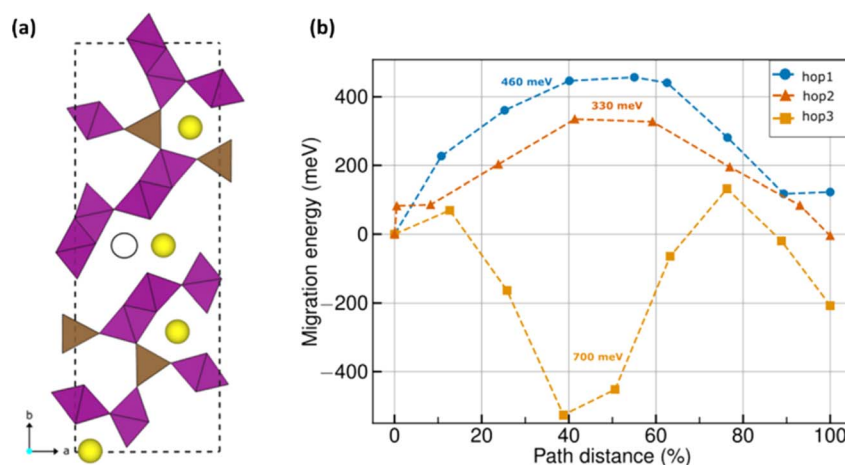 (a)
b
a
(b)
Migration energy (meV)
400
200
0
−200
−400
460 meV
330 meV
700 meV
hop1
hop2
hop3
0 20 40 60 80 100
Path distance (%)